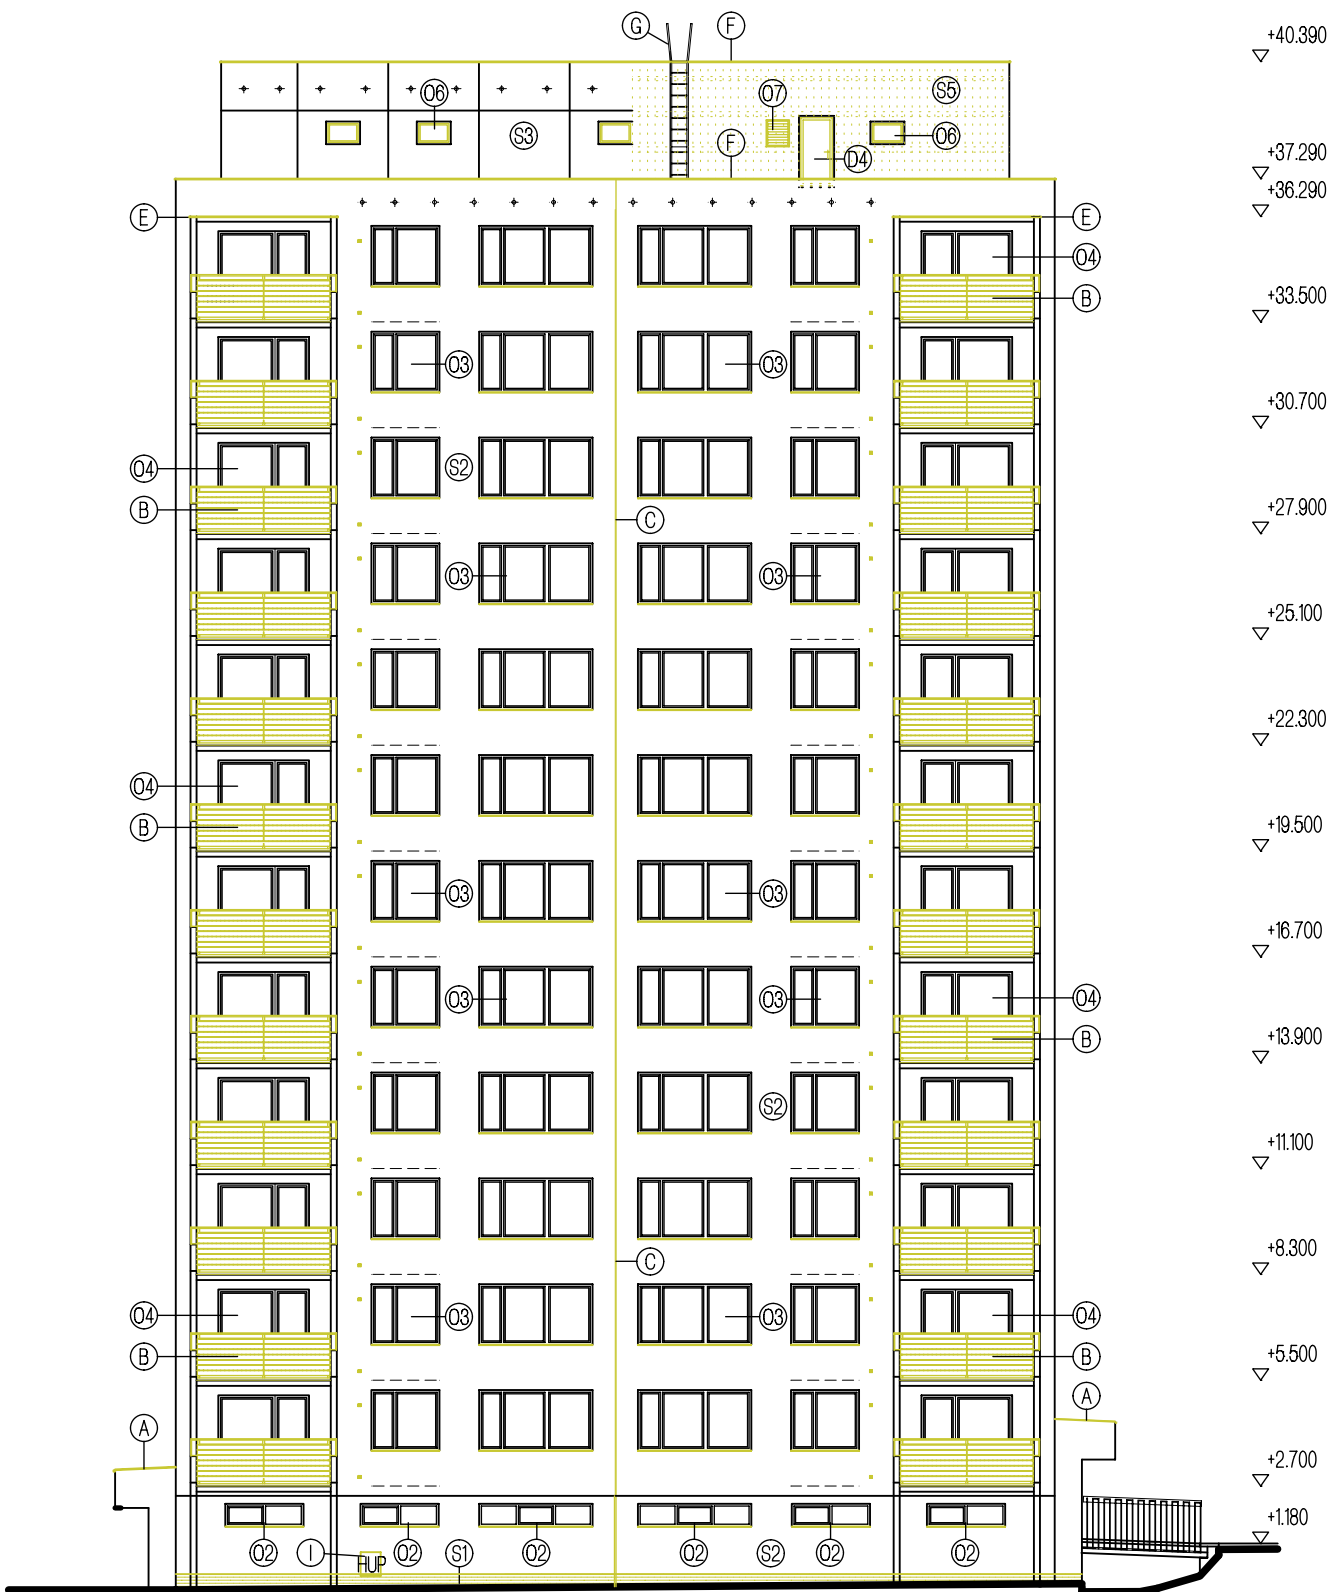 G F
+40.390
O6 O7 S5
S3 F O6
D4
+37.290
+36.290
E E
O4
B
+33.500
O3 O3
+30.700
O4 S2
B
C
+27.900
O3 O3
+25.100
+22.300
O4
B
+19.500
O3 O3
+16.700
O3 O3 O4
B
+13.900
S2
+11.100
C
+8.300
O4 O3 O3 O4
B B
+5.500
A A
+2.700
+1.180
O2 I O2 S1 O2 O2 S2 O2 O2
HUP